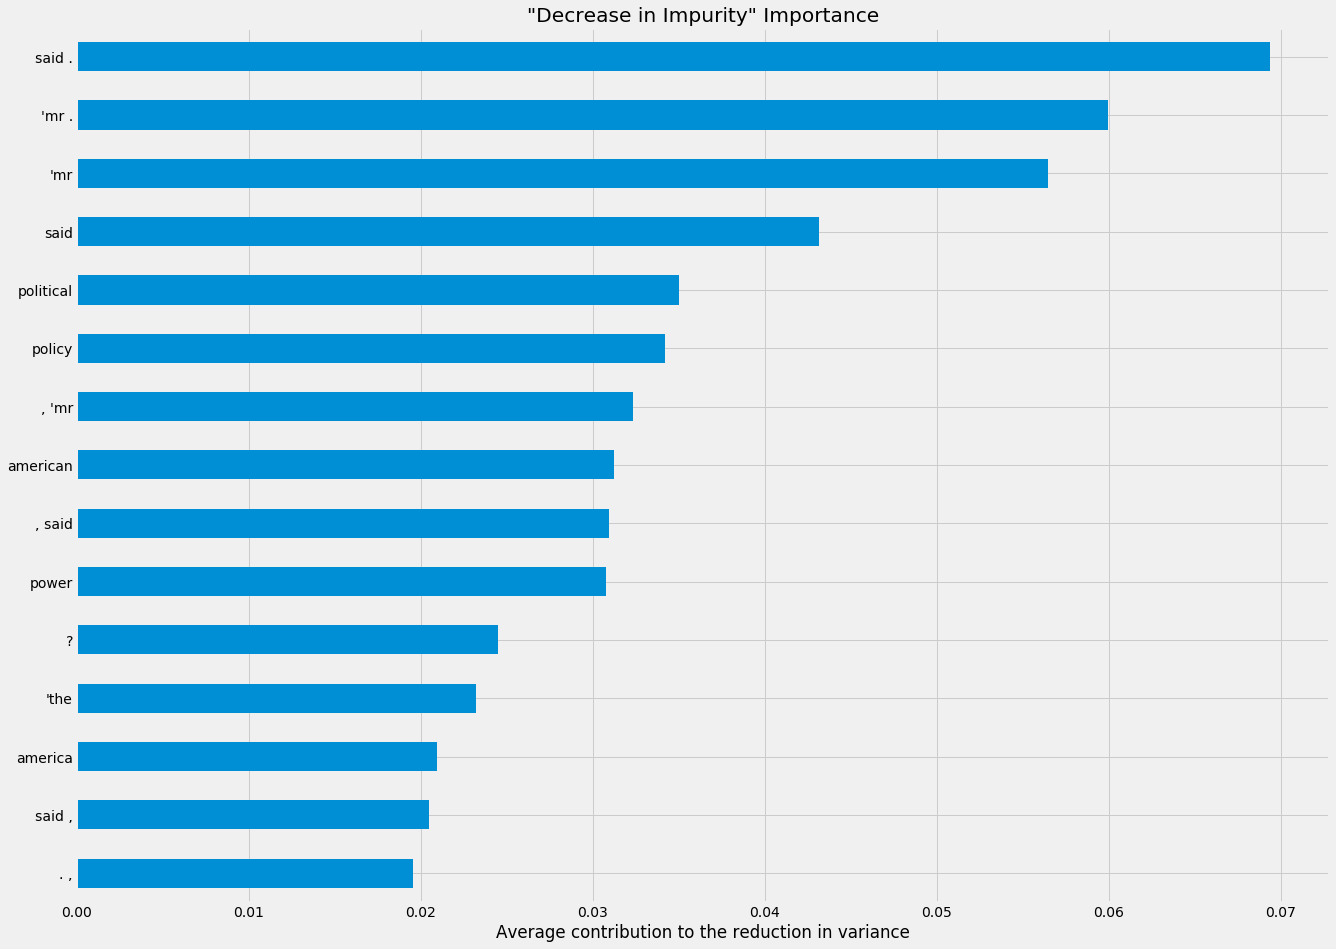 "Decrease in Impurity" Importance
said .
'mr .
'mr
said
political
policy
, 'mr
american
, said
power
?
'the
america
said ,
. ,
0.00 0.01 0.02 0.03 0.04 0.05 0.06 0.07
Average contribution to the reduction in variance